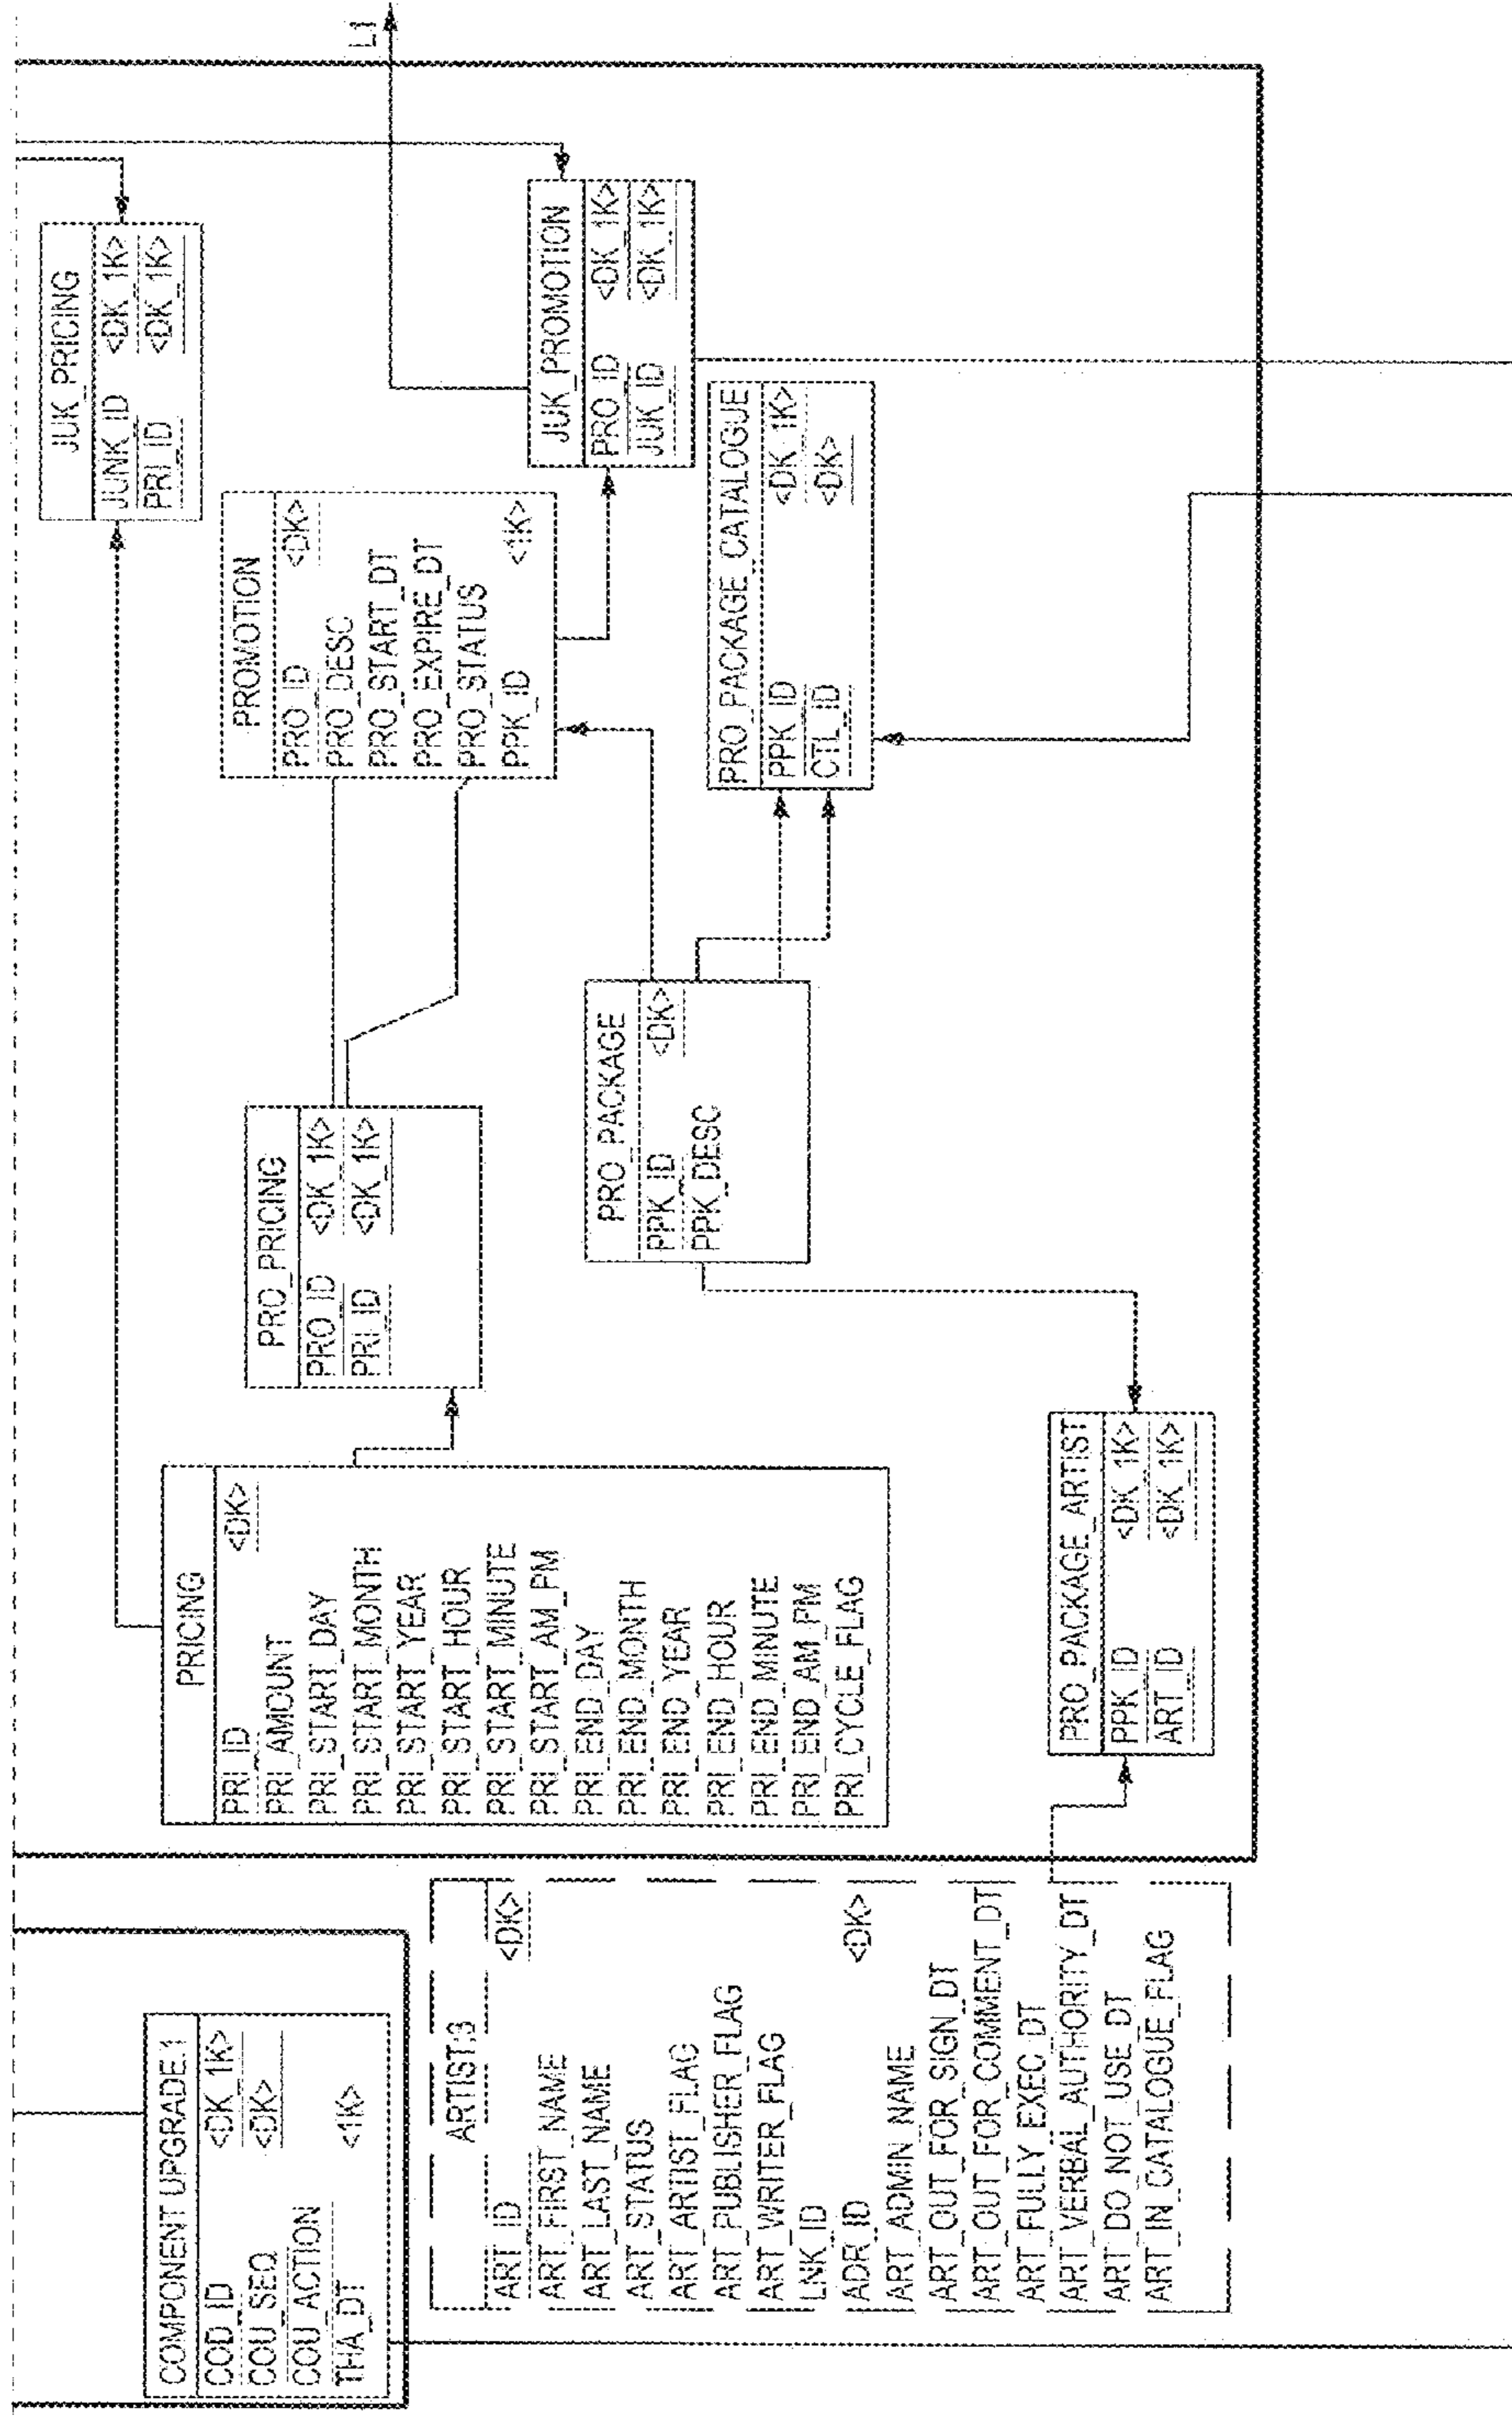 COMPONENT UPGRADE:1
COD_ID <DK_1K>
COU_SEQ <DK>
COU_ACTION
THA_DT <1K>
ARTIST:3
ART_ID <DK>
ART_FIRST_NAME
ART_LAST_NAME
ART_STATUS
ART_ARTIST_FLAG
ART_PUBLISHER_FLAG
ART_WRITER_FLAG
LNK_ID
ADR_ID <DK>
ART_ADMIN_NAME
ART_OUT_FOR_SIGN_DT
ART_OUT_FOR_COMMENT_DT
ART_FULLY_EXEC_DT
ART_VERBAL_AUTHORITY_DT
ART_DO_NOT_USE_DT
ART_IN_CATALOGUE_FLAG
PRICING
PRI_ID <DK>
PRI_AMOUNT
PRI_START_DAY
PRI_START_MONTH
PRI_START_YEAR
PRI_START_HOUR
PRI_START_MINUTE
PRI_START_AM_PM
PRI_END_DAY
PRI_END_MONTH
PRI_END_YEAR
PRI_END_HOUR
PRI_END_MINUTE
PRI_END_AM_PM
PRI_CYCLE_FLAG
PRO_PACKAGE_ARTIST
PPK_ID <DK_1K>
ART_ID <DK_1K>
PRO_PRICING
PRO_ID <DK_1K>
PRI_ID <DK_1K>
PRO_PACKAGE
PPK_ID <DK>
PPK_DESC
PROMOTION
PRO_ID <DK>
PRO_DESC
PRO_START_DT
PRO_EXPIRE_DT
PRO_STATUS
PPK_ID <1K>
PRO_PACKAGE_CATALOGUE
PPK_ID <DK_1K>
CTL_ID <DK>
JUK_PRICING
JUNK_ID <DK_1K>
PRI_ID <DK_1K>
JUK_PROMOTION
PRO_ID <DK_1K>
JUK_ID <DK_1K>
L1